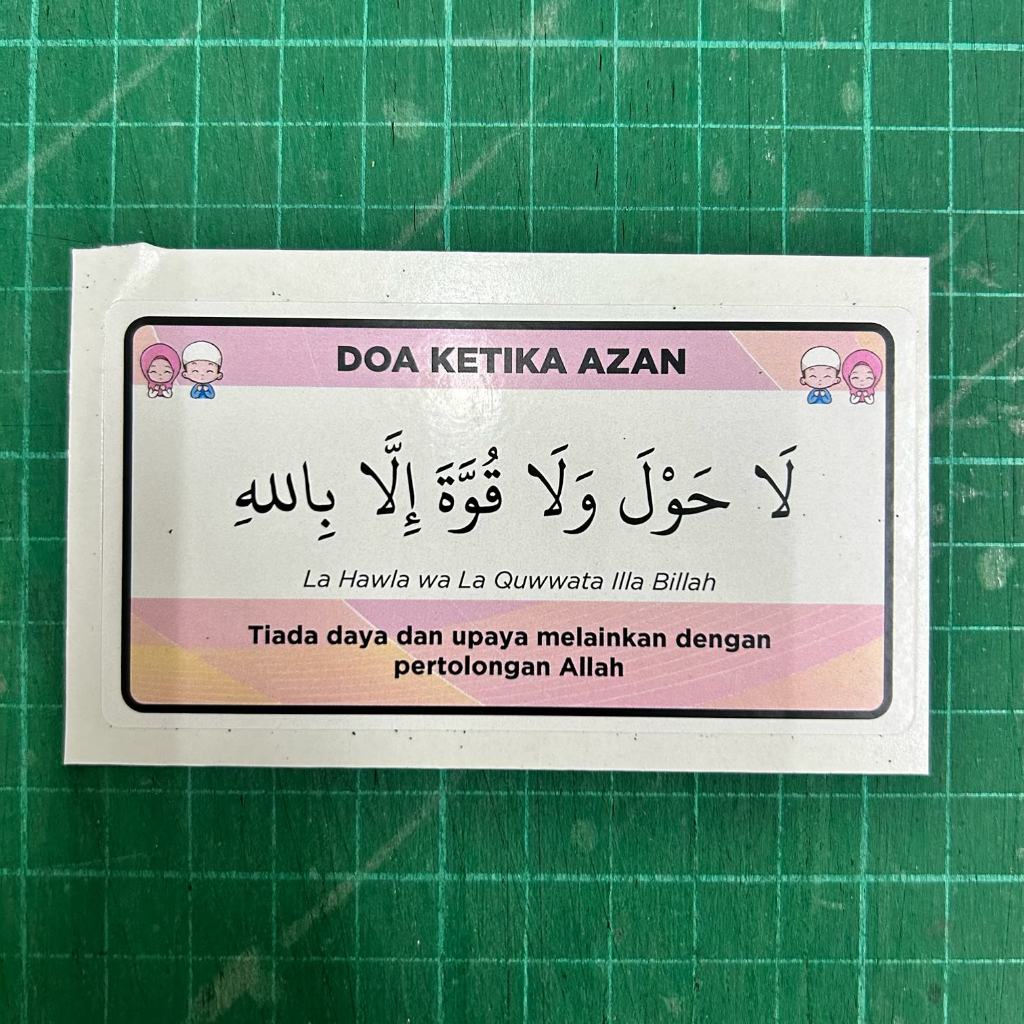 DOA KETIKA AZAN
لَا حَوْلَ وَلَا قُوَّةَ إِلَّا بِاللهِ
La Hawla wa La Quwwata Illa Billah
Tiada daya dan upaya melainkan dengan
pertolongan Allah